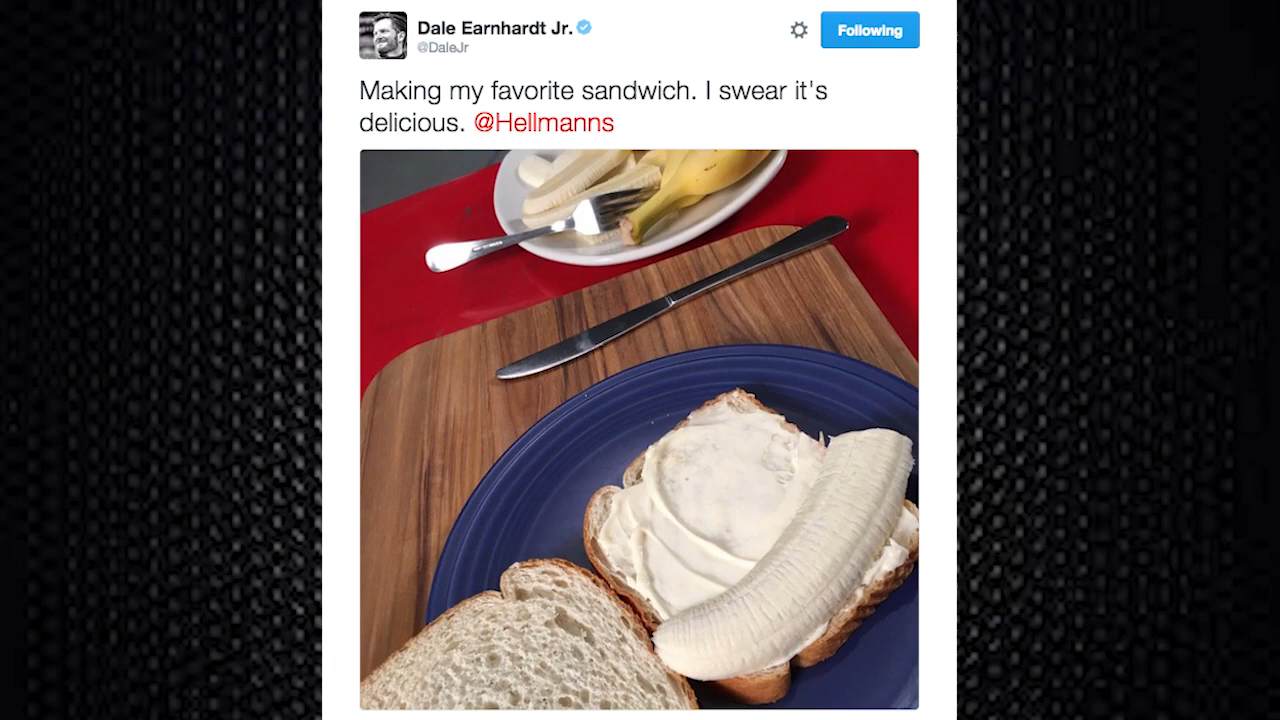 Dale Earnhardt Jr.
@DaleJr
Following
Making my favorite sandwich. I swear it's
delicious. @Hellmanns